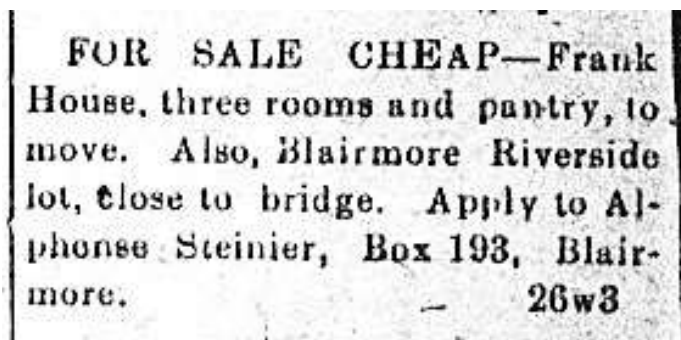 FOR SALE CHEAP—Frank
House, three rooms and pantry, to
move. Also, Blairmore Riverside
lot, close to bridge. Apply to Al-
phonse Steinier, Box 193, Blair-
more. — 26w3